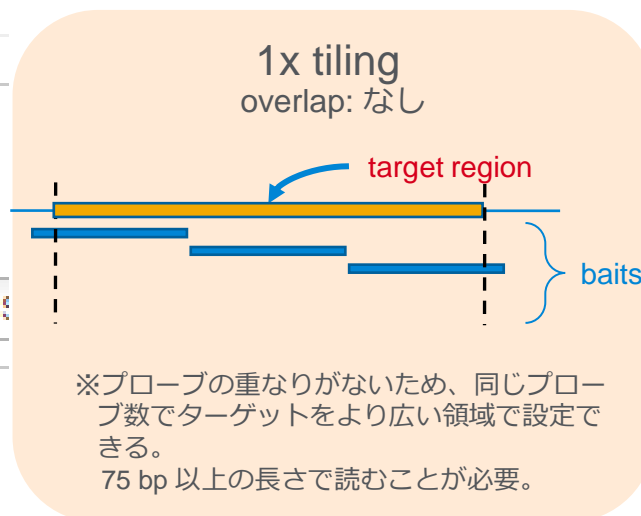 1x tiling
overlap: なし
target region
baits
※プローブの重なりがないため、同じプロー
ブ数でターゲットをより広い領域で設定で
きる。
75 bp 以上の長さで読むことが必要。